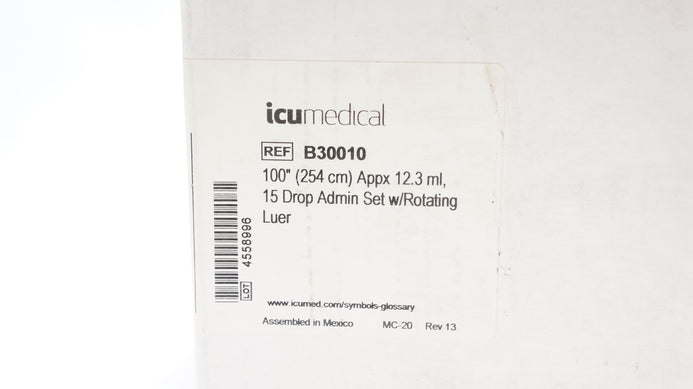 icumedical
REF B30010
100" (254 cm) Appx 12.3 ml,
15 Drop Admin Set w/Rotating
Luer
LOT 4558996
www.icumed.com/symbols-glossary
Assembled in Mexico MC-20 Rev 13